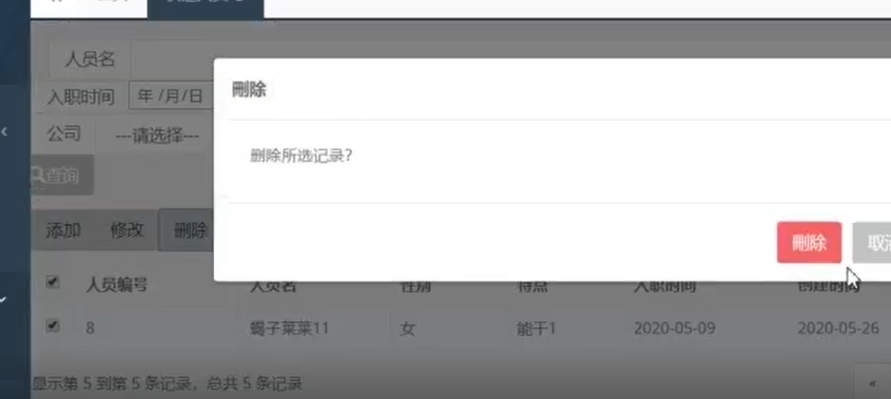 人员名
入职时间 年 /月/日
公司 ---请选择---
查询
添加 修改 删除
刪除
删除所选记录?
刪除
人员编号 人员名 性别 特点 入职时间 创建时间
8 蝎子莱莱11 女 能干1 2020-05-09 2020-05-26
显示第 5 到第 5 条记录，总共 5 条记录 «